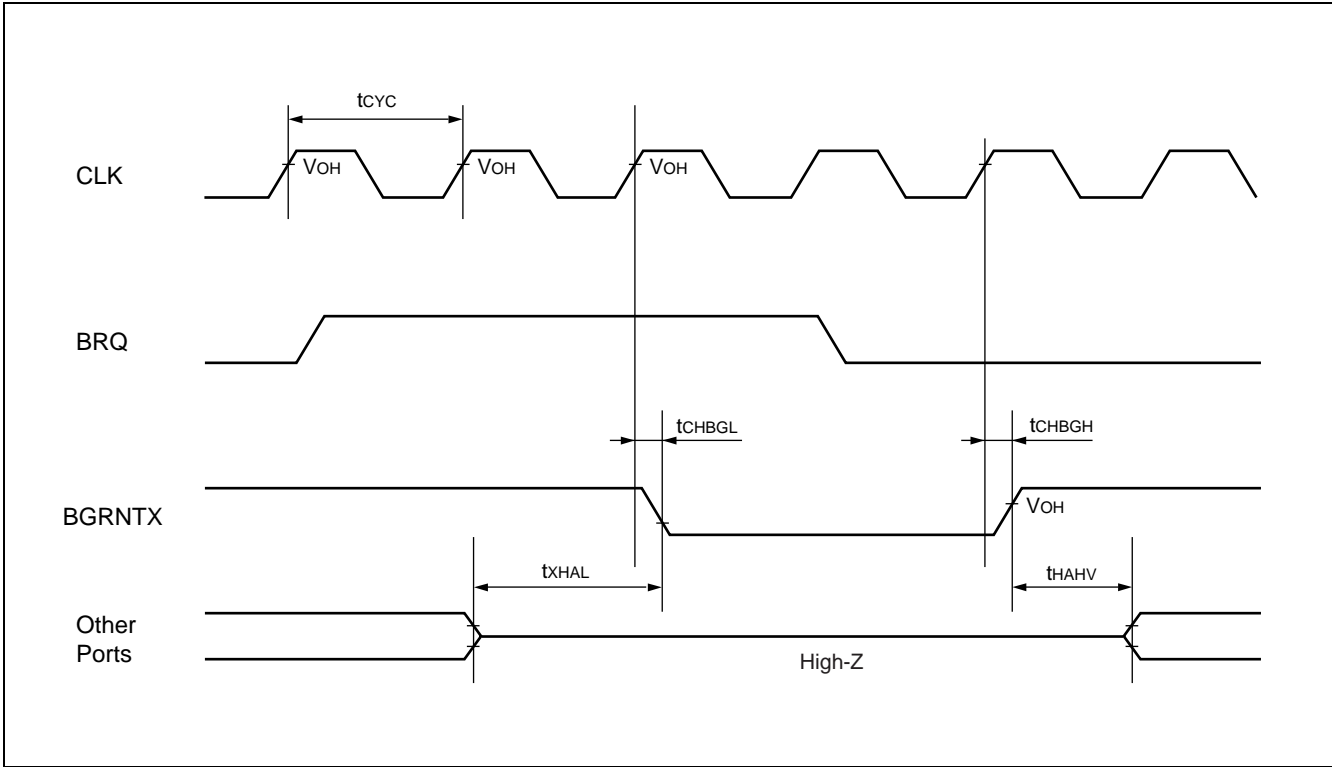 tCYC
CLK
VOH VOH VOH
BRQ
tCHBGL tCHBGH
BGRNTX
VOH
tXHAL tHAHV
Other
Ports
High-Z